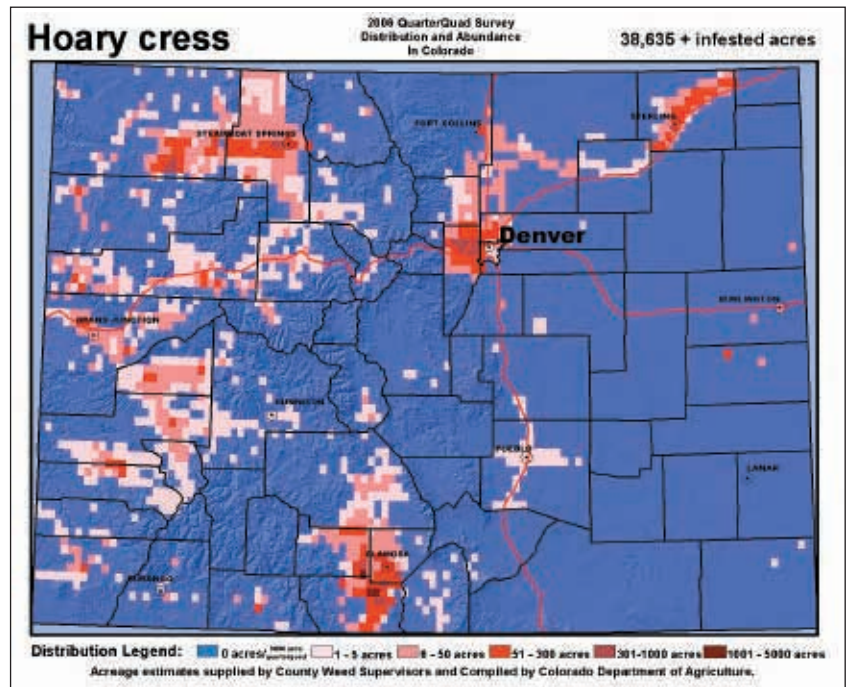 Hoary cress
2008 QuarterQuad Survey
Distribution and Abundance
In Colorado
38,635 + infested acres
STEAMBOAT SPRINGS
FORT COLLINS
STERLING
Denver
BURLINGTON
GRAND JUNCTION
GUNNISON
PUEBLO
LAMAR
ALAMOSA
DURANGO
Distribution Legend: 0 acres/ 1 - 5 acres 6 - 50 acres 51 - 300 acres 301-1000 acres 1001 - 5000 acres
Acreage estimates supplied by County Weed Supervisors and Compiled by Colorado Department of Agriculture.